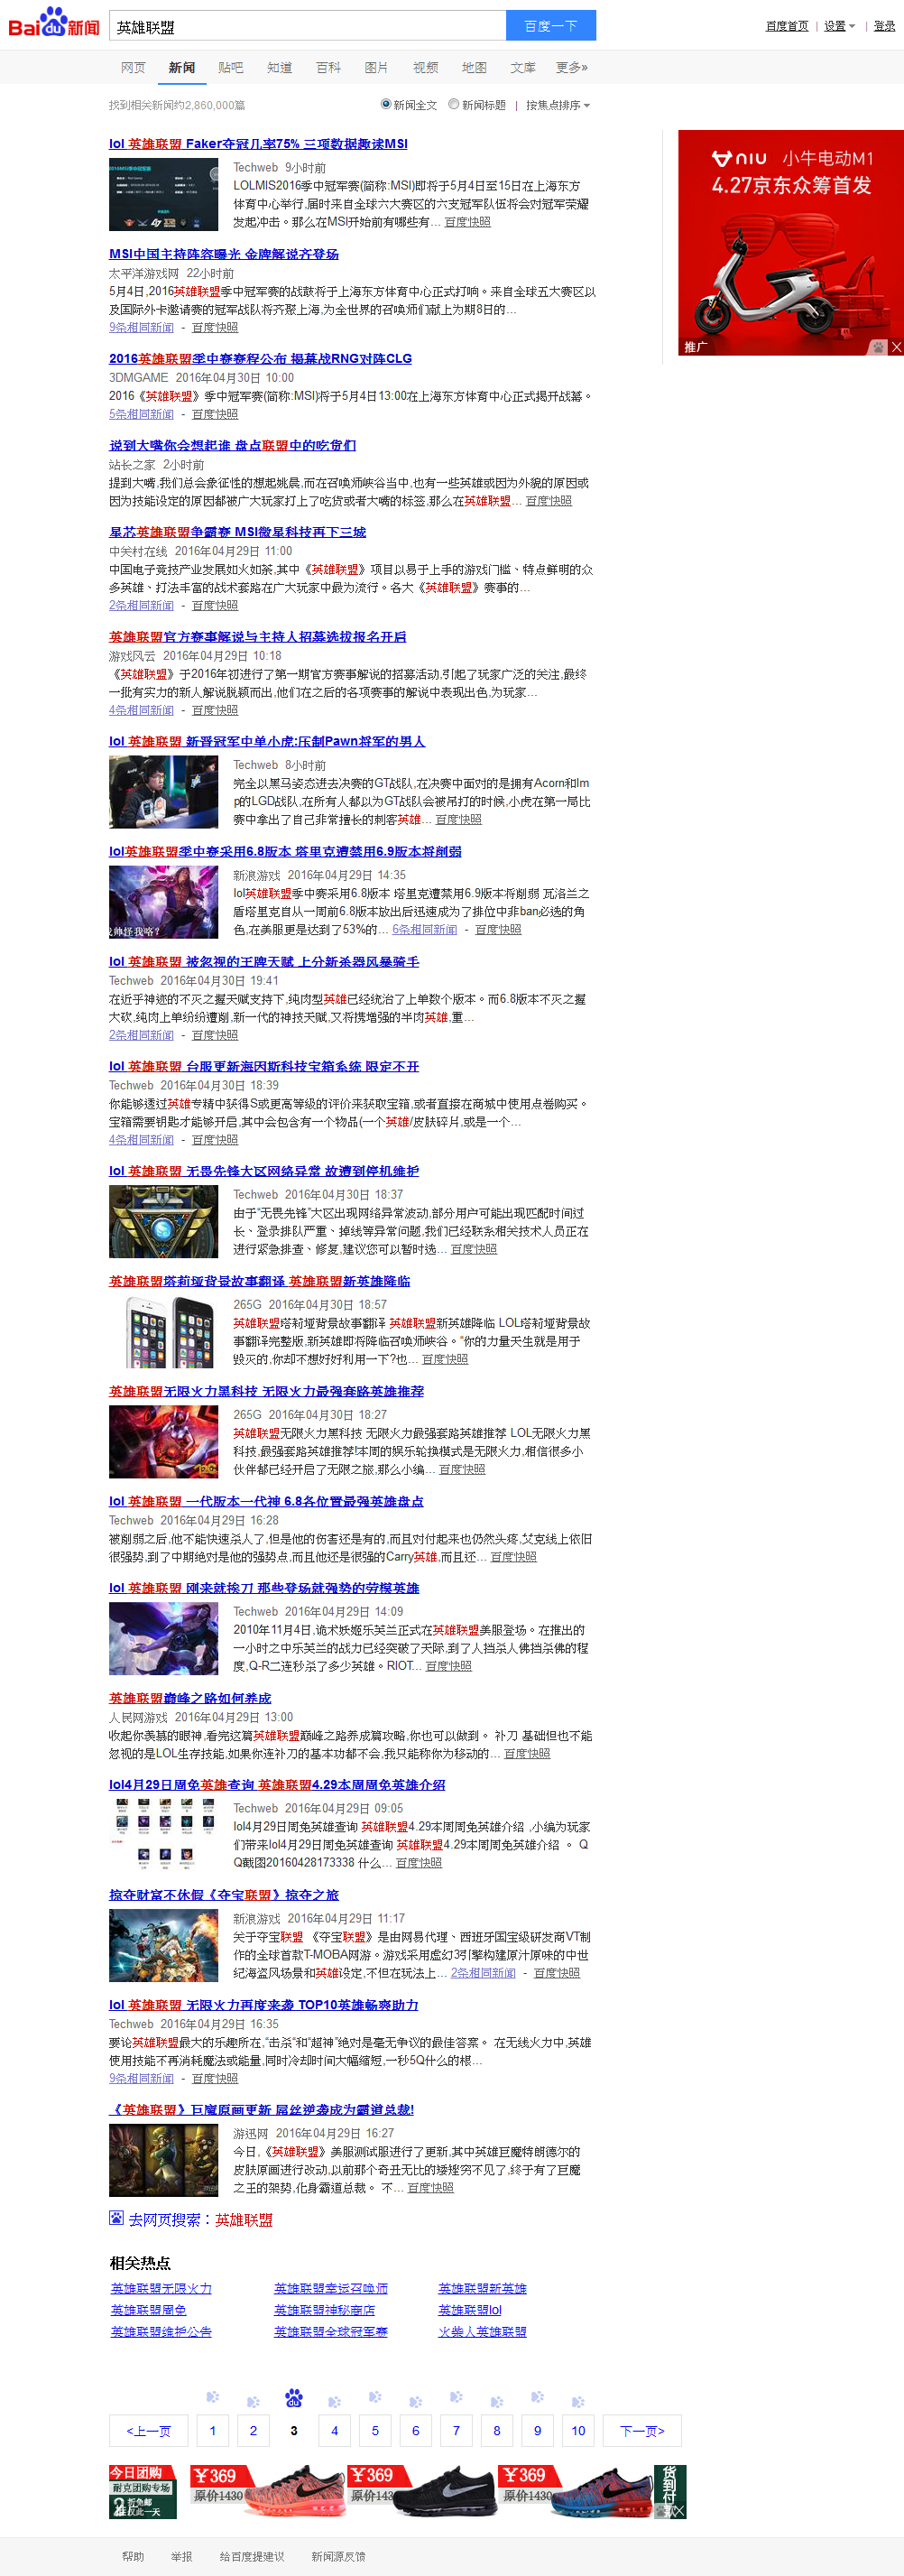 Bai du 新闻
英雄联盟
百度一下
百度首页 | 设置 | 登录
网页 新闻 贴吧 知道 百科 图片 视频 地图 文库 更多»
找到相关新闻约2,860,000篇
新闻全文 新闻标题 | 按焦点排序
lol 英雄联盟 Faker夺冠几率75% 三项数据趣读MSI
Techweb 9小时前
LOLMIS2016季中冠军赛(简称:MSI)即将于5月4日至15日在上海东方
体育中心举行,届时来自全球六大赛区的六支冠军队伍将会对冠军荣耀
发起冲击。那么在MSI开始前有哪些有... 百度快照
niu 小牛电动M1
4.27京东众筹首发
推广
MSI中国主持阵容曝光 金牌解说齐登场
太平洋游戏网 22小时前
5月4日,2016英雄联盟季中冠军赛的战鼓将于上海东方体育中心正式打响。来自全球五大赛区以
及国际外卡邀请赛的冠军战队将齐聚上海,为全世界的召唤师们献上为期8日的...
9条相同新闻 - 百度快照
2016英雄联盟季中赛赛程公布 揭幕战RNG对阵CLG
3DMGAME 2016年04月30日 10:00
2016《英雄联盟》季中冠军赛(简称:MSI)将于5月4日13:00在上海东方体育中心正式揭开战幕。
5条相同新闻 - 百度快照
说到大嘴你会想起谁 盘点联盟中的吃货们
站长之家 2小时前
提到大嘴,我们总会象征性的想起姚晨,而在召唤师峡谷当中,也有一些英雄或因为外貌的原因或
因为技能设定的原因都被广大玩家打上了吃货或者大嘴的标签,那么在英雄联盟... 百度快照
星芯英雄联盟争霸赛 MSI微星科技再下三城
中关村在线 2016年04月29日 11:00
中国电子竞技产业发展如火如荼,其中《英雄联盟》项目以易于上手的游戏门槛、特点鲜明的众
多英雄、打法丰富的战术套路在广大玩家中最为流行。各大《英雄联盟》赛事的...
2条相同新闻 - 百度快照
英雄联盟官方赛事解说与主持人招募选拔报名开启
游戏风云 2016年04月29日 10:18
《英雄联盟》于2016年初进行了第一期官方赛事解说的招募活动,引起了玩家广泛的关注,最终
一批有实力的新人解说脱颖而出,他们在之后的各项赛事的解说中表现出色,为玩家...
4条相同新闻 - 百度快照
lol 英雄联盟 新晋冠军中单小虎:压制Pawn将军的男人
Techweb 8小时前
完全以黑马姿态进去决赛的GT战队,在决赛中面对的是拥有Acorn和Im
p的LGD战队,在所有人都以为GT战队会被吊打的时候,小虎在第一局比
赛中拿出了自己非常擅长的刺客英雄... 百度快照
lol英雄联盟季中赛采用6.8版本 塔里克遭禁用6.9版本将削弱
新浪游戏 2016年04月29日 14:35
lol英雄联盟季中赛采用6.8版本 塔里克遭禁用6.9版本将削弱 瓦洛兰之
盾塔里克自从一周前6.8版本放出后迅速成为了排位中非ban必选的角
色,在美服更是达到了53%的... 6条相同新闻 - 百度快照
lol 英雄联盟 被忽视的王牌天赋 上分新杀器风暴骑手
Techweb 2016年04月30日 19:41
在近乎神迹的不灭之握天赋支持下,纯肉型英雄已经统治了上单数个版本。而6.8版本不灭之握
大砍,纯肉上单纷纷遭削,新一代的神技天赋,又将携增强的半肉英雄,重...
2条相同新闻 - 百度快照
lol 英雄联盟 台服更新海因斯科技宝箱系统 限定不开
Techweb 2016年04月30日 18:39
你能够透过英雄专精中获得S或更高等级的评价来获取宝箱,或者直接在商城中使用点卷购买。
宝箱需要钥匙才能够开启,其中会包含有一个物品(一个英雄/皮肤碎片,或是一个...
4条相同新闻 - 百度快照
lol 英雄联盟 无畏先锋大区网络异常 故遭到停机维护
Techweb 2016年04月30日 18:37
由于“无畏先锋”大区出现网络异常波动,部分用户可能出现匹配时间过
长、登录排队严重、掉线等异常问题,我们已经联系相关技术人员正在
进行紧急排查、修复,建议您可以暂时选... 百度快照
英雄联盟塔莉垭背景故事翻译 英雄联盟新英雄降临
265G 2016年04月30日 18:57
英雄联盟塔莉垭背景故事翻译 英雄联盟新英雄降临 LOL塔莉垭背景故
事翻译完整版,新英雄即将降临召唤师峡谷。“你的力量天生就是用于
毁灭的,你却不想好好利用一下?也... 百度快照
英雄联盟无限火力黑科技 无限火力最强套路英雄推荐
265G 2016年04月30日 18:27
英雄联盟无限火力黑科技 无限火力最强套路英雄推荐 LOL无限火力黑
科技,最强套路英雄推荐!本周的娱乐轮换模式是无限火力,相信很多小
伙伴都已经开启了无限之旅,那么小编... 百度快照
lol 英雄联盟 一代版本一代神 6.8各位置最强英雄盘点
Techweb 2016年04月29日 16:28
被削弱之后,他不能快速杀人了,但是他的伤害还是有的,而且对付起来也仍然头疼,艾克线上依旧
很强势,到了中期绝对是他的强势点,而且他还是很强的Carry英雄,而且还... 百度快照
lol 英雄联盟 刚来就挨刀 那些登场就强势的劳模英雄
Techweb 2016年04月29日 14:09
2010年11月4日,诡术妖姬乐芙兰正式在英雄联盟美服登场。在推出的
一小时之中乐芙兰的战力已经突破了天际,到了人挡杀人佛挡杀佛的程
度,Q-R二连秒杀了多少英雄。RIOT... 百度快照
英雄联盟巅峰之路如何养成
人民网游戏 2016年04月29日 13:00
收起你羡慕的眼神,看完这篇英雄联盟巅峰之路养成篇攻略,你也可以做到。 补刀 基础但也不能
忽视的是LOL生存技能,如果你连补刀的基本功都不会,我只能称你为移动的... 百度快照
lol4月29日周免英雄查询 英雄联盟4.29本周周免英雄介绍
Techweb 2016年04月29日 09:05
lol4月29日周免英雄查询 英雄联盟4.29本周周免英雄介绍 ,小编为玩家
们带来lol4月29日周免英雄查询 英雄联盟4.29本周周免英雄介绍 。 Q
Q截图20160428173338 什么... 百度快照
掠夺财富不休假《夺宝联盟》掠夺之旅
新浪游戏 2016年04月29日 11:17
关于夺宝联盟 《夺宝联盟》是由网易代理、西班牙国宝级研发商VT制
作的全球首款T-MOBA网游。游戏采用虚幻3引擎构建原汁原味的中世
纪海盗风场景和英雄设定,不但在玩法上... 2条相同新闻 - 百度快照
lol 英雄联盟 无限火力再度来袭 TOP10英雄畅爽助力
Techweb 2016年04月29日 16:35
要论英雄联盟最大的乐趣所在,“击杀”和“超神”绝对是毫无争议的最佳答案。 在无线火力中,英雄
使用技能不再消耗魔法或能量,同时冷却时间大幅缩短,一秒5Q什么的根...
9条相同新闻 - 百度快照
《英雄联盟》巨魔原画更新 屌丝逆袭成为霸道总裁!
游迅网 2016年04月29日 16:27
今日,《英雄联盟》美服测试服进行了更新,其中英雄巨魔特朗德尔的
皮肤原画进行改动,以前那个奇丑无比的矮矬穷不见了,终于有了巨魔
之王的架势,化身霸道总裁。 不... 百度快照
去网页搜索：英雄联盟
相关热点
英雄联盟无限火力 英雄联盟幸运召唤师 英雄联盟新英雄
英雄联盟周免 英雄联盟神秘商店 英雄联盟lol
英雄联盟维护公告 英雄联盟全球冠军赛 火柴人英雄联盟
<上一页 1 2 3 4 5 6 7 8 9 10 下一页>
今日团购
耐克团购专场
¥369 原价1430
¥369
¥369 原价1430
货到付
帮助 举报 给百度提建议 新闻源反馈